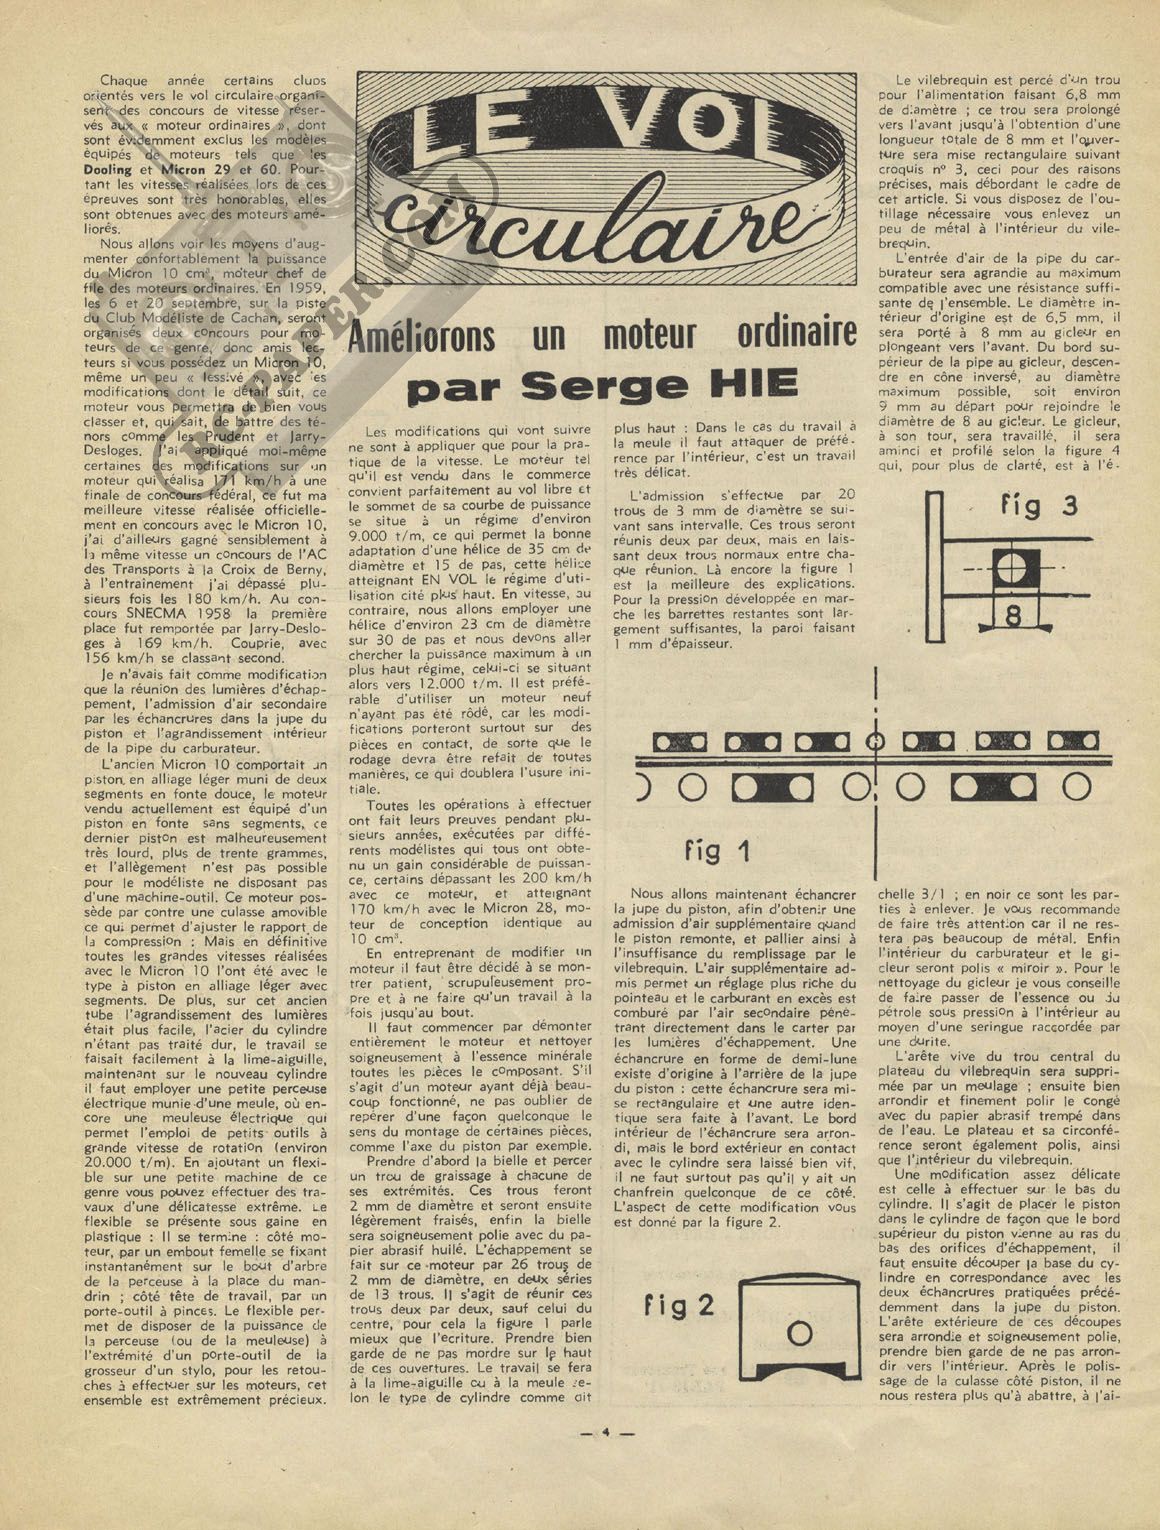 LE VOL
circulaire
Améliorons un moteur ordinaire
par Serge HIE
Chaque année certains clubs
orientés vers le vol circulaire organi-
sent des concours de vitesse réser-
vés aux « moteur ordinaires », dont
sont évidemment exclus les modèles
équipés de moteurs tels que les
Dooling et Micron 29 et 60. Pour-
tant les vitesses réalisées lors de ces
épreuves sont très honorables, elles
sont obtenues avec des moteurs amé-
liorés.
Nous allons voir les moyens d'aug-
menter confortablement la puissance
du Micron 10 cm³, moteur chef de
file des moteurs ordinaires. En 1959,
les 6 et 20 septembre, sur la piste
du Club Modéliste de Cachan, seront
organisés deux concours pour mo-
teurs de ce genre, donc amis lec-
teurs si vous possédez un Micron 10,
même un peu « lessivé » avec les
modifications dont le détail suit, ce
moteur vous permettra de bien vous
classer et, qui sait, de battre des té-
nors comme les Prudent et Jarry-
Desloges. J'ai appliqué moi-même
certaines des modifications sur un
moteur qui réalisa 171 km/h à une
finale de concours fédéral, ce fut ma
meilleure vitesse réalisée officielle-
ment en concours avec le Micron 10,
j'ai d'ailleurs gagné sensiblement à
la même vitesse un concours de l'AC
des Transports à la Croix de Berny,
à l'entraînement j'ai dépassé plu-
sieurs fois les 180 km/h. Au con-
cours SNECMA 1958 la première
place fut remportée par Jarry-Deslo-
ges à 169 km/h. Couprie, avec
156 km/h se classant second.
Je n'avais fait comme modification
que la réunion des lumières d'échap-
pement, l'admission d'air secondaire
par les échancrures dans la jupe du
piston et l'agrandissement intérieur
de la pipe du carburateur.
L'ancien Micron 10 comportait un
piston en alliage léger muni de deux
segments en fonte douce, le moteur
vendu actuellement est équipé d'un
piston en fonte sans segments, ce
dernier piston est malheureusement
très lourd, plus de trente grammes,
et l'allègement n'est pas possible
pour le modéliste ne disposant pas
d'une machine-outil. Ce moteur pos-
sède par contre une culasse amovible
ce qui permet d'ajuster le rapport de
la compression : Mais en définitive
toutes les grandes vitesses réalisées
avec le Micron 10 l'ont été avec le
type à piston en alliage léger avec
segments. De plus, sur cet ancien
tube l'agrandissement des lumières
était plus facile, l'acier du cylindre
n'étant pas traité dur, le travail se
faisait facilement à la lime-aiguille,
maintenant sur le nouveau cylindre
il faut employer une petite perceuse
électrique munie d'une meule, où en-
core une meuleuse électrique qui
permet l'emploi de petits outils à
grande vitesse de rotation (environ
20.000 t/m). En ajoutant un flexi-
ble sur une petite machine de ce
genre vous pouvez effectuer des tra-
vaux d'une délicatesse extrême. Le
flexible se présente sous gaine en
plastique : Il se termine : côté mo-
teur, par un embout femelle se fixant
instantanément sur le bout d'arbre
de la perceuse à la place du man-
drin ; côté tête de travail, par un
porte-outil à pinces. Le flexible per-
met de disposer de la puissance de
la perceuse (ou de la meuleuse) à
l'extrémité d'un porte-outil de la
grosseur d'un stylo, pour les retou-
ches à effectuer sur les moteurs, cet
ensemble est extrêmement précieux.
Les modifications qui vont suivre
ne sont à appliquer que pour la pra-
tique de la vitesse. Le moteur tel
qu'il est vendu dans le commerce
convient parfaitement au vol libre et
le sommet de sa courbe de puissance
se situe à un régime d'environ
9.000 t/m, ce qui permet la bonne
adaptation d'une hélice de 35 cm de
diamètre et 15 de pas, cette hélice
atteignant EN VOL le régime d'uti-
lisation cité plus haut. En vitesse, au
contraire, nous allons employer une
hélice d'environ 23 cm de diamètre
sur 30 de pas et nous devons aller
chercher la puissance maximum à un
plus haut régime, celui-ci se situant
alors vers 12.000 t/m. Il est préfé-
rable d'utiliser un moteur neuf
n'ayant pas été rôdé, car les modi-
fications porteront surtout sur des
pièces en contact, de sorte que le
rodage devra être refait de toutes
manières, ce qui doublera l'usure ini-
tiale.
Toutes les opérations à effectuer
ont fait leurs preuves pendant plu-
sieurs années, exécutées par diffé-
rents modélistes qui tous ont obte-
nu un gain considérable de puissan-
ce, certains dépassant les 200 km/h
avec ce moteur, et atteignant
170 km/h avec le Micron 28, mo-
teur de conception identique au
10 cm³.
En entreprenant de modifier un
moteur il faut être décidé à se mon-
trer patient, scrupuleusement pro-
pre et à ne faire qu'un travail à la
fois jusqu'au bout.
Il faut commencer par démonter
entièrement le moteur et nettoyer
soigneusement à l'essence minérale
toutes les pièces le composant. S'il
s'agit d'un moteur ayant déjà beau-
coup fonctionné, ne pas oublier de
repérer d'une façon quelconque le
sens du montage de certaines pièces,
comme l'axe du piston par exemple.
Prendre d'abord la bielle et percer
un trou de graissage à chacune de
ses extrémités. Ces trous feront
2 mm de diamètre et seront ensuite
légèrement fraisés, enfin la bielle
sera soigneusement polie avec du pa-
pier abrasif huilé. L'échappement se
fait sur ce moteur par 26 trous de
2 mm de diamètre, en deux séries
de 13 trous. Il s'agit de réunir ces
trous deux par deux, sauf celui du
centre, pour cela la figure 1 parle
mieux que l'ecriture. Prendre bien
garde de ne pas mordre sur le haut
de ces ouvertures. Le travail se fera
à la lime-aiguille ou à la meule se-
lon le type de cylindre comme dit
plus haut : Dans le cas du travail à
la meule il faut attaquer de préfé-
rence par l'intérieur, c'est un travail
très délicat.
L'admission s'effectue par 20
trous de 3 mm de diamètre se sui-
vant sans intervalle. Ces trous seront
réunis deux par deux, mais en lais-
sant deux trous normaux entre cha-
que réunion. Là encore la figure 1
est la meilleure des explications.
Pour la pression développée en mar-
che les barrettes restantes sont lar-
gement suffisantes, la paroi faisant
1 mm d'épaisseur.
fig 1
Nous allons maintenant échancrer
la jupe du piston, afin d'obtenir une
admission d'air supplémentaire quand
le piston remonte, et pallier ainsi à
l'insuffisance du remplissage par le
vilebrequin. L'air supplémentaire ad-
mis permet un réglage plus riche du
pointeau et le carburant en excès est
comburé par l'air secondaire péné-
trant directement dans le carter par
les lumières d'échappement. Une
échancrure en forme de demi-lune
existe d'origine à l'arrière de la jupe
du piston : cette échancrure sera mi-
se rectangulaire et une autre iden-
tique sera faite à l'avant. Le bord
intérieur de l'échancrure sera arron-
di, mais le bord extérieur en contact
avec le cylindre sera laissé bien vif,
il ne faut surtout pas qu'il y ait un
chanfrein quelconque de ce côté.
L'aspect de cette modification vous
est donné par la figure 2.
fig 2
Le vilebrequin est percé d'un trou
pour l'alimentation faisant 6,8 mm
de diamètre ; ce trou sera prolongé
vers l'avant jusqu'à l'obtention d'une
longueur totale de 8 mm et l'ouver-
ture sera mise rectangulaire suivant
croquis n° 3, ceci pour des raisons
précises, mais débordant le cadre de
cet article. Si vous disposez de l'ou-
tillage nécessaire vous enlevez un
peu de métal à l'intérieur du vile-
brequin.
L'entrée d'air de la pipe du car-
burateur sera agrandie au maximum
compatible avec une résistance suffi-
sante de l'ensemble. Le diamètre in-
térieur d'origine est de 6,5 mm, il
sera porté à 8 mm au gicleur en
plongeant vers l'avant. Du bord su-
périeur de la pipe au gicleur, descen-
dre en cône inversé, au diamètre
maximum possible, soit environ
9 mm au départ pour rejoindre le
diamètre de 8 au gicleur. Le gicleur,
à son tour, sera travaillé, il sera
aminci et profilé selon la figure 4
qui, pour plus de clarté, est à l'é-
fig 3
8
chelle 3/1 ; en noir ce sont les par-
ties à enlever. Je vous recommande
de faire très attention car il ne res-
tera pas beaucoup de métal. Enfin
l'intérieur du carburateur et le gi-
cleur seront polis « miroir ». Pour le
nettoyage du gicleur je vous conseille
de faire passer de l'essence ou du
pétrole sous pression à l'intérieur au
moyen d'une seringue raccordée par
une durite.
L'arête vive du trou central du
plateau du vilebrequin sera suppri-
mée par un meulage ; ensuite bien
arrondir et finement polir le congé
avec du papier abrasif trempé dans
de l'eau. Le plateau et sa circonfé-
rence seront également polis, ainsi
que l'intérieur du vilebrequin.
Une modification assez délicate
est celle à effectuer sur le bas du
cylindre. Il s'agit de placer le piston
dans le cylindre de façon que le bord
supérieur du piston vienne au ras du
bas des orifices d'échappement, il
faut ensuite découper la base du cy-
lindre en correspondance avec les
deux échancrures pratiquées précé-
demment dans la jupe du piston.
L'arête extérieure de ces découpes
sera arrondie et soigneusement polie,
prendre bien garde de ne pas arron-
dir vers l'intérieur. Après le polis-
sage de la culasse côté piston, il ne
nous restera plus qu'à abattre, à l'ai-
— 4 —
RC-PAPER.COM